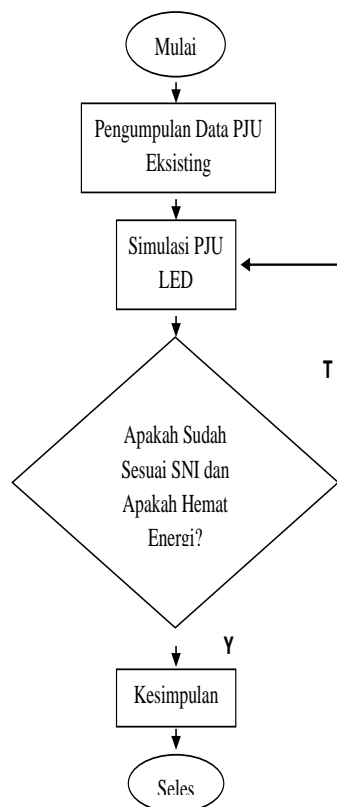 Mulai
Pengumpulan Data PJU
Eksisting
Simulasi PJU
LED
T
Apakah Sudah
Sesuai SNI dan
Apakah Hemat
Energi?
Y
Kesimpulan
Seles